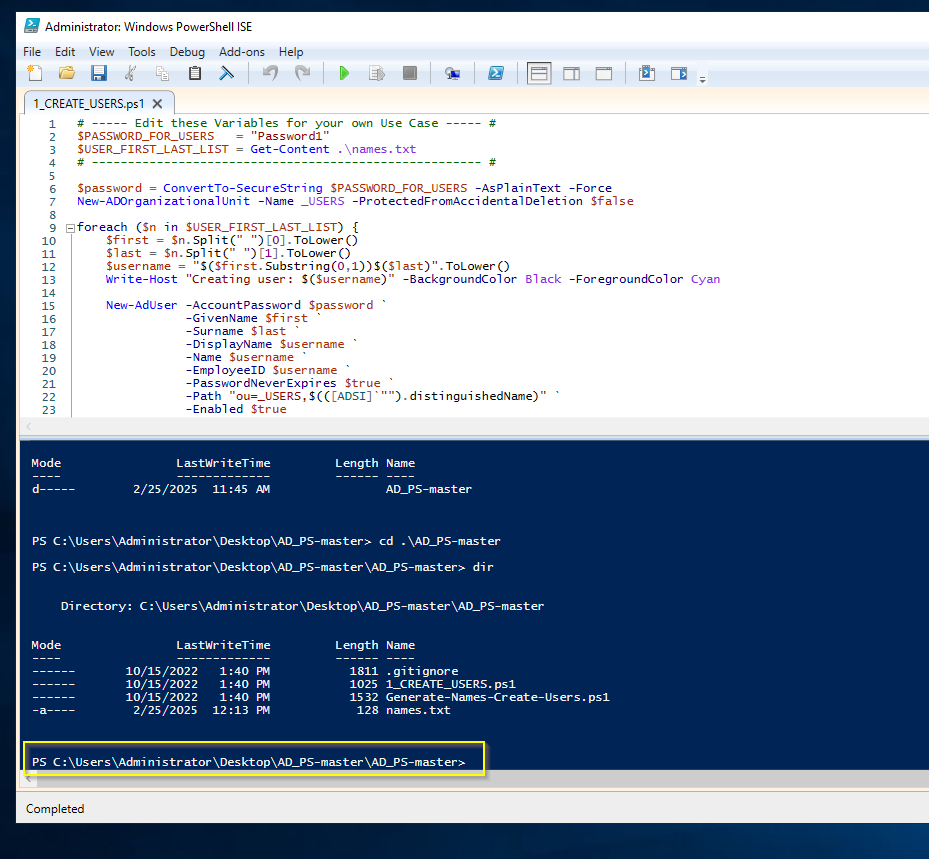 Administrator: Windows PowerShell ISE
File Edit View Tools Debug Add-ons Help
1_CREATE_USERS.ps1 X
1 # ----- Edit these Variables for your own Use Case ----- #
2 $PASSWORD_FOR_USERS   = "Password1"
3 $USER_FIRST_LAST_LIST = Get-Content .\names.txt
4 # ------------------------------------------------------ #
5
6 $password = ConvertTo-SecureString $PASSWORD_FOR_USERS -AsPlainText -Force
7 New-ADOrganizationalUnit -Name _USERS -ProtectedFromAccidentalDeletion $false
8
9 foreach ($n in $USER_FIRST_LAST_LIST) {
10     $first = $n.Split(" ")[0].ToLower()
11     $last = $n.Split(" ")[1].ToLower()
12     $username = "$($first.Substring(0,1))$($last)".ToLower()
13     Write-Host "Creating user: $($username)" -BackgroundColor Black -ForegroundColor Cyan
14
15     New-AdUser -AccountPassword $password `
16                -GivenName $first `
17                -Surname $last `
18                -DisplayName $username `
19                -Name $username `
20                -EmployeeID $username `
21                -PasswordNeverExpires $true `
22                -Path "ou=_USERS,$(([ADSI]`"").distinguishedName)" `
23                -Enabled $true
Mode                LastWriteTime         Length Name
----                -------------         ------ ----
d-----        2/25/2025  11:45 AM                AD_PS-master
PS C:\Users\Administrator\Desktop\AD_PS-master> cd .\AD_PS-master
PS C:\Users\Administrator\Desktop\AD_PS-master\AD_PS-master> dir
Directory: C:\Users\Administrator\Desktop\AD_PS-master\AD_PS-master
Mode                LastWriteTime         Length Name
----                -------------         ------ ----
------       10/15/2022   1:40 PM           1811 .gitignore
------       10/15/2022   1:40 PM           1025 1_CREATE_USERS.ps1
------       10/15/2022   1:40 PM           1532 Generate-Names-Create-Users.ps1
-a----        2/25/2025  12:13 PM            128 names.txt
PS C:\Users\Administrator\Desktop\AD_PS-master\AD_PS-master>
Completed